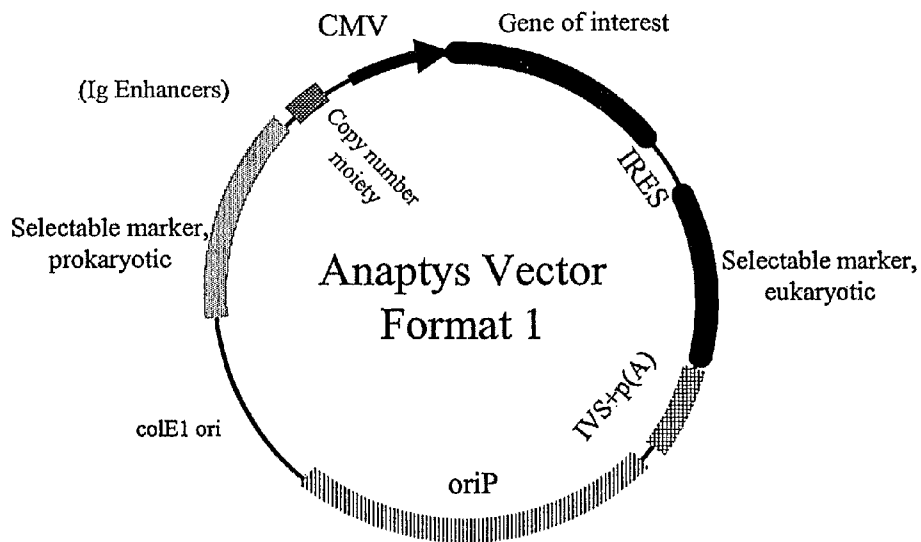 CMV
Gene of interest
(Ig Enhancers)
Copy number
moiety
IRES
Selectable marker,
prokaryotic
Anaptys Vector
Format 1
Selectable marker,
eukaryotic
IVS+p(A)
colE1 ori
oriP